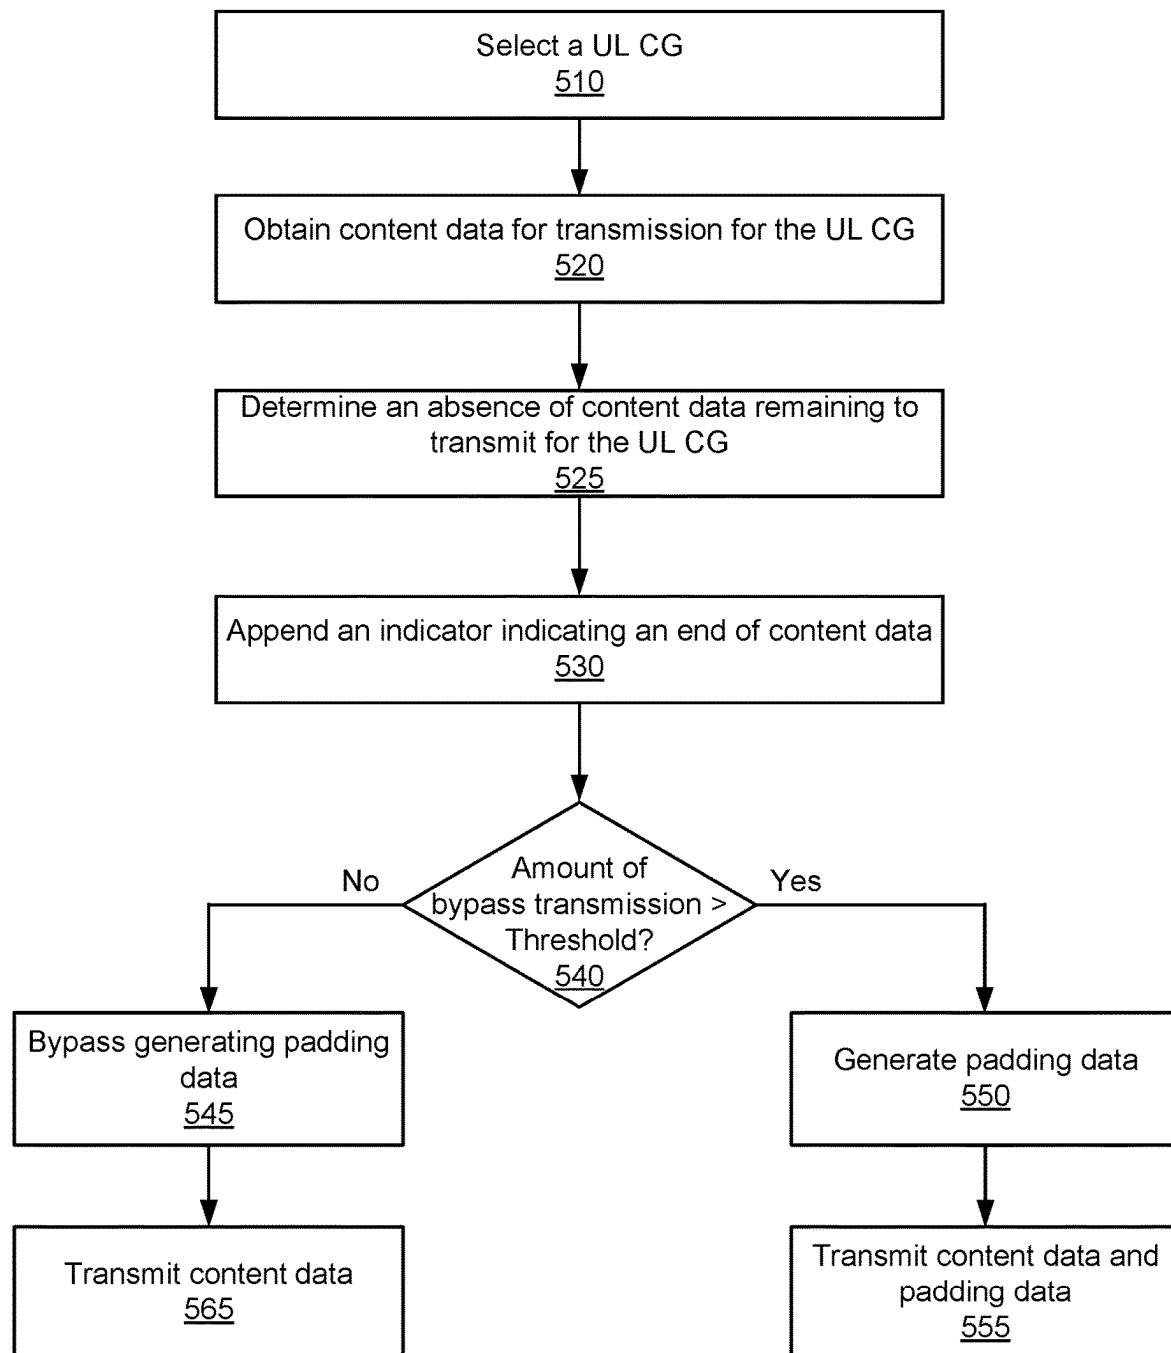 Select a UL CG
510
Obtain content data for transmission for the UL CG
520
Determine an absence of content data remaining to
transmit for the UL CG
525
Append an indicator indicating an end of content data
530
Amount of
bypass transmission >
Threshold?
540
No
Yes
Bypass generating padding
data
545
Generate padding data
550
Transmit content data
565
Transmit content data and
padding data
555